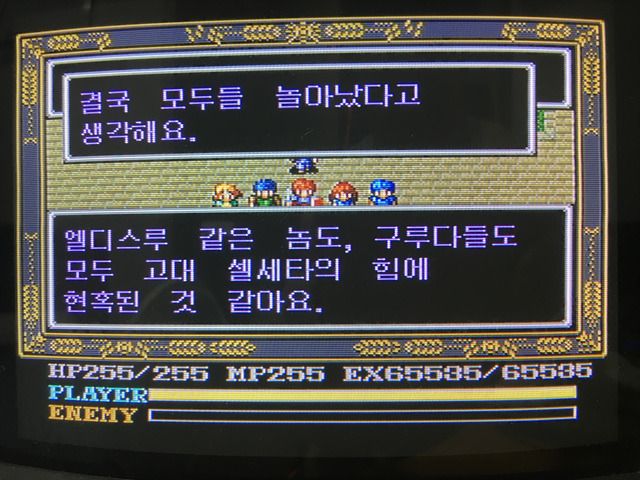 결국 모두들 놀아났다고
생각해요.
엘디스루 같은 놈도, 구루다들도
모두 고대 셀세타의 힘에
현혹된 것 같아요.
HP255/255 MP255 EX65535/65535
PLAYER
ENEMY